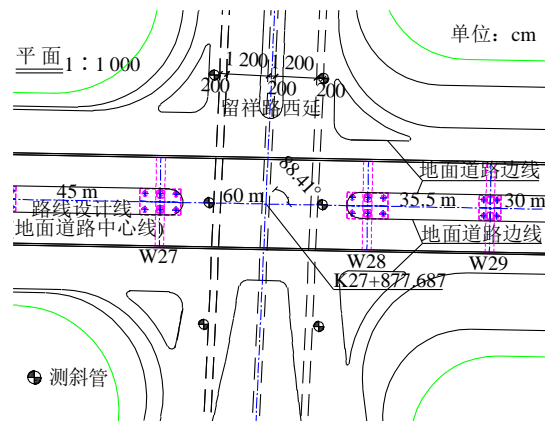 单位：cm
平 面 1：1 000
1 200 1 200
200 200 200
留祥路西延
88.41°
地面道路边线
45 m 60 m 35.5 m 30 m
路线设计线
地面道路中心线)
地面道路边线
W27 W28 W29
K27+877.687
测斜管